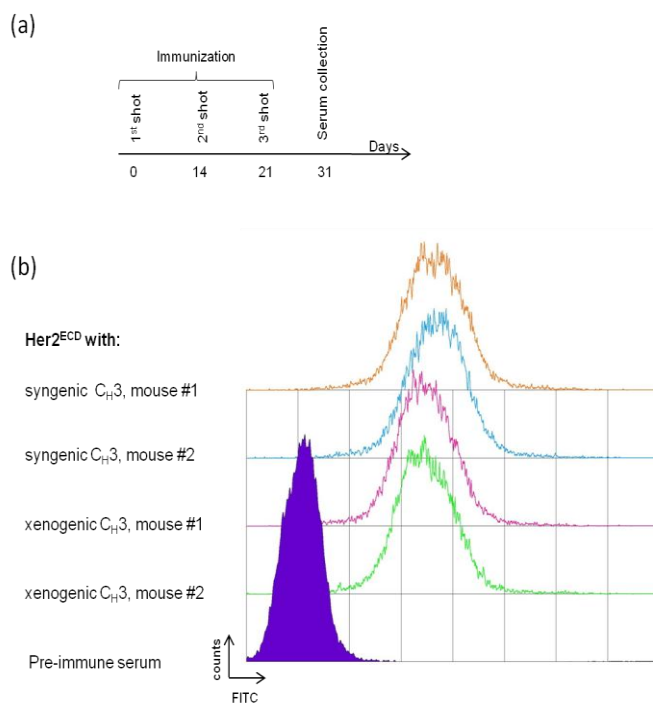 (a)
Immunization
1st shot
2nd shot
3rd shot
Serum collection
Days
0 14 21 31
(b)
Her2ECD with:
syngenic CH3, mouse #1
syngenic CH3, mouse #2
xenogenic CH3, mouse #1
xenogenic CH3, mouse #2
Pre-immune serum
counts
FITC